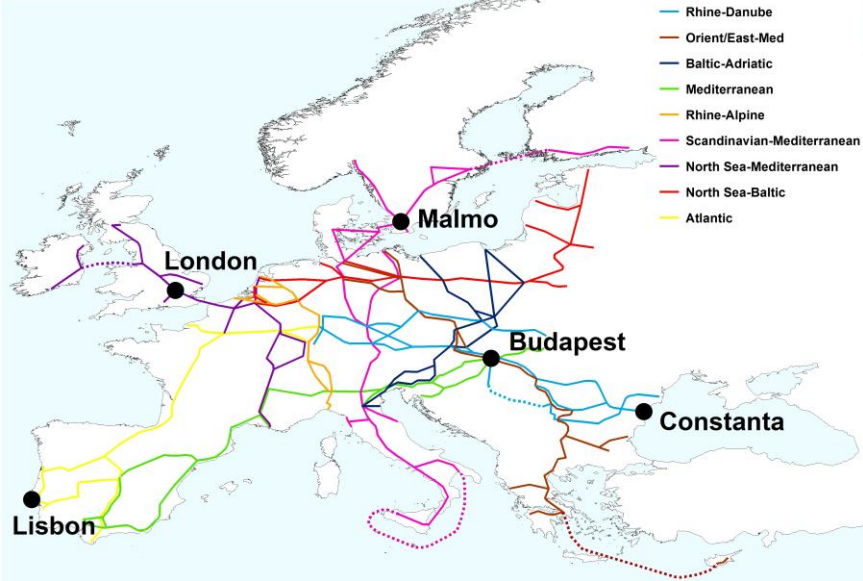 Rhine-Danube
Orient/East-Med
Baltic-Adriatic
Mediterranean
Rhine-Alpine
Scandinavian-Mediterranean
North Sea-Mediterranean
North Sea-Baltic
Atlantic
Malmo
London
Budapest
Constanta
Lisbon